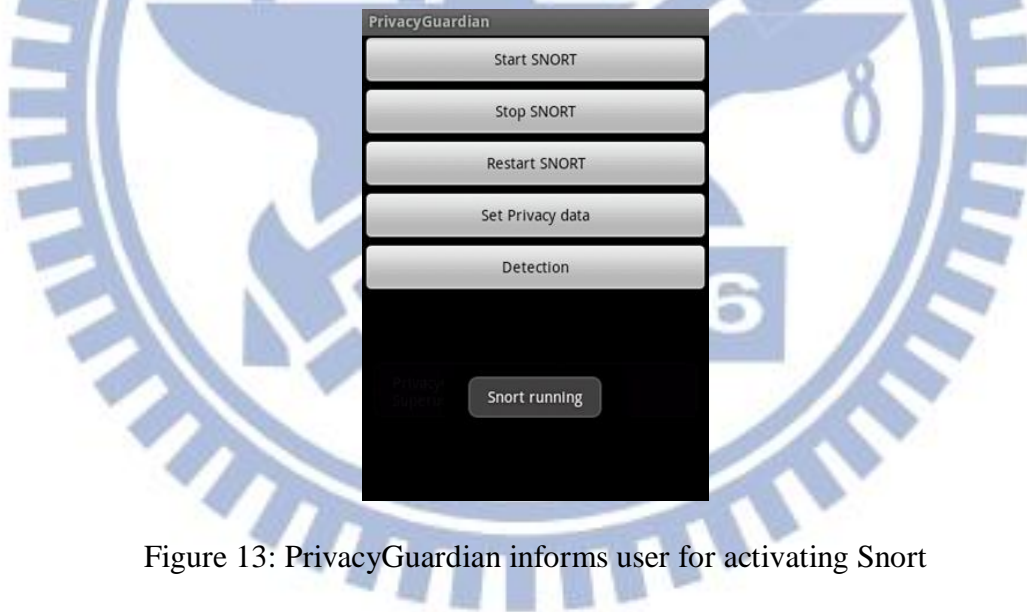 PrivacyGuardian
Start SNORT
Stop SNORT
Restart SNORT
Set Privacy data
Detection
6
Snort running
Figure 13: PrivacyGuardian informs user for activating Snort